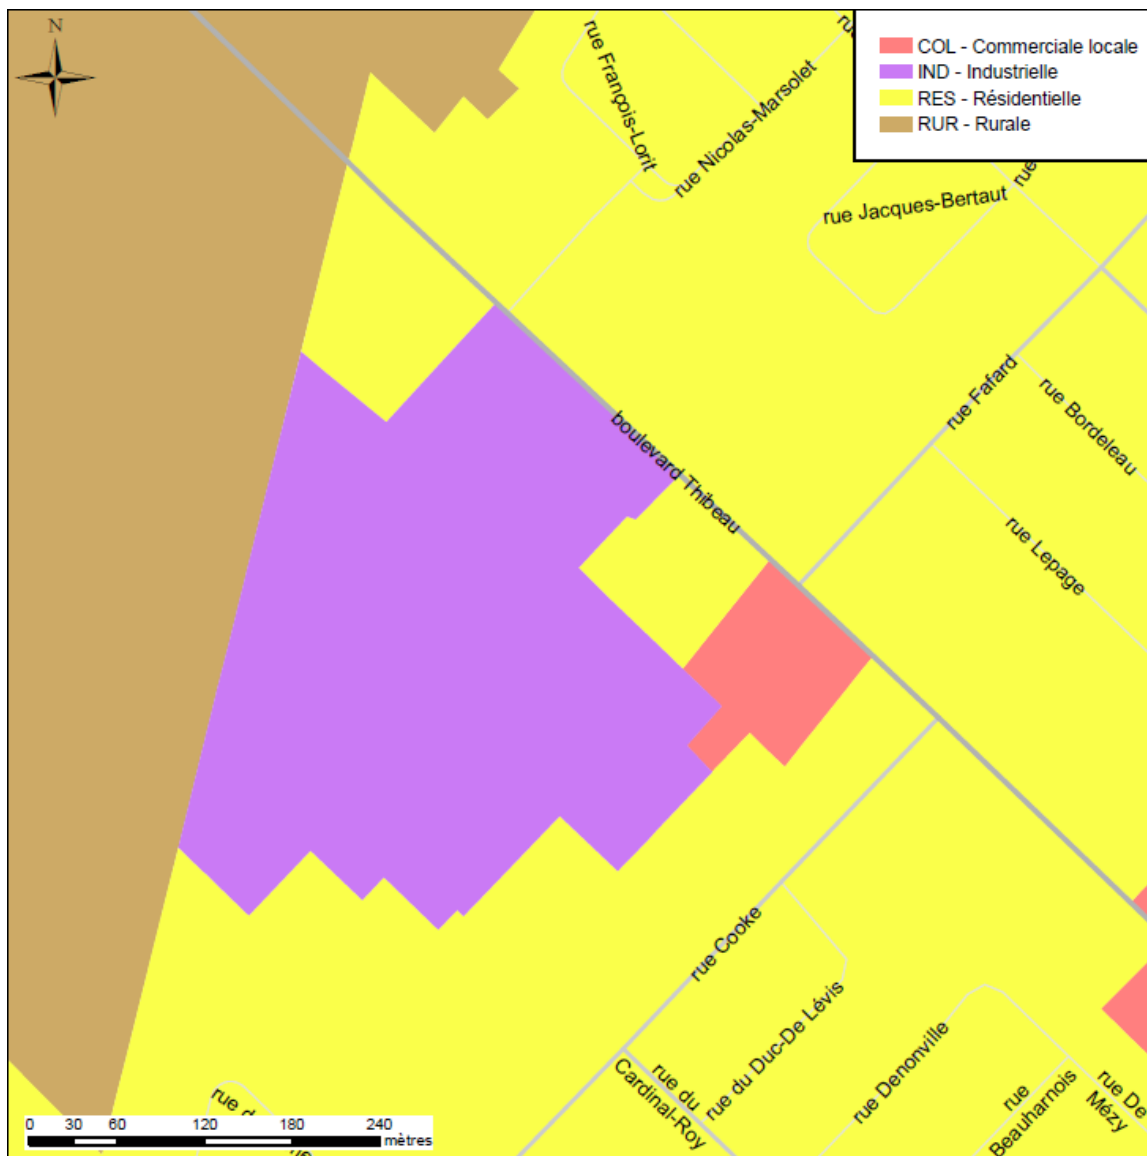 N
COL - Commerciale locale
IND - Industrielle
RES - Résidentielle
RUR - Rurale
rue François-Lorit
rue Nicolas-Marsolet
rue Jacques-Bertaut
rue
rue Fafard
rue Bordeleau
boulevard Thibeau
rue Lepage
rue Cooke
rue du Duc-De Lévis
rue Denonville
rue du
Cardinal-Roy
rue
Beauharnois
rue De
Mézy
rue d
0 30 60 120 180 240
mètres